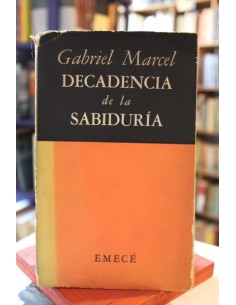 Gabriel Marcel
DECADENCIA
de la
SABIDURÍA
EMECÉ